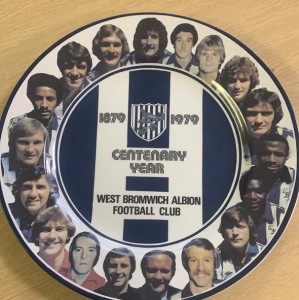 1879 1979
CENTENARY
YEAR
WEST BROMWICH ALBION
FOOTBALL CLUB